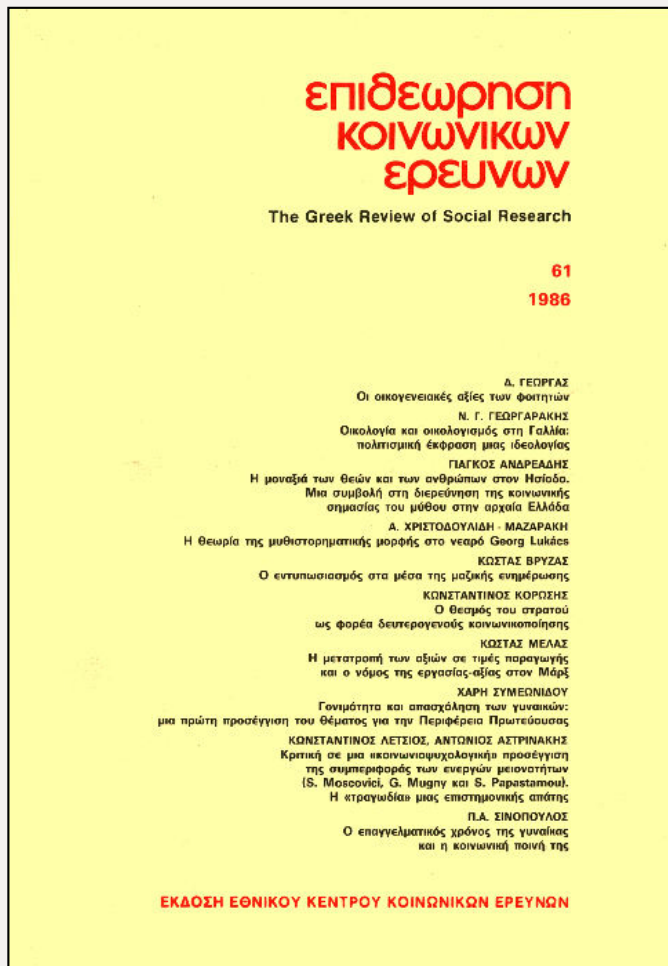 επιθεωρηση
κοινωνικων
ερευνων
The Greek Review of Social Research
61
1986
Δ. ΓΕΩΡΓΑΣ
Οι οικογενειακές αξίες των φοιτητών
Ν. Γ. ΓΕΩΡΓΑΡΑΚΗΣ
Οικολογία και οικολογισμός στη Γαλλία:
πολιτισμική έκφραση μιας ιδεολογίας
ΓΙΑΓΚΟΣ ΑΝΔΡΕΑΔΗΣ
Η μοναξιά των θεών και των ανθρώπων στον Ησίοδο.
Μια συμβολή στη διερεύνηση της κοινωνικής
σημασίας του μύθου στην αρχαία Ελλάδα
Α. ΧΡΙΣΤΟΔΟΥΛΙΔΗ - ΜΑΖΑΡΑΚΗ
Η θεωρία της μυθιστορηματικής μορφής στο νεαρό Georg Lukács
ΚΩΣΤΑΣ ΒΡΥΖΑΣ
Ο εντυπωσιασμός στα μέσα της μαζικής ενημέρωσης
ΚΩΝΣΤΑΝΤΙΝΟΣ ΚΟΡΩΣΗΣ
Ο θεσμός του στρατού
ως φορέα δευτερογενούς κοινωνικοποίησης
ΚΩΣΤΑΣ ΜΕΛΑΣ
Η μετατροπή των αξιών σε τιμές παραγωγής
και ο νόμος της εργασίας-αξίας στον Μάρξ
ΧΑΡΗ ΣΥΜΕΩΝΙΔΟΥ
Γονιμότητα και απασχόληση των γυναικών:
μια πρώτη προσέγγιση του θέματος για την Περιφέρεια Πρωτεύουσας
ΚΩΝΣΤΑΝΤΙΝΟΣ ΛΕΤΣΙΟΣ, ΑΝΤΩΝΙΟΣ ΑΣΤΡΙΝΑΚΗΣ
Κριτική σε μια «κοινωνιοψυχολογική» προσέγγιση
της συμπεριφοράς των ενεργών μειονοτήτων
(S. Moscovici, G. Mugny και S. Papastamou).
Η «τραγωδία» μιας επιστημονικής απάτης
Π.Α. ΣΙΝΟΠΟΥΛΟΣ
Ο επαγγελματικός χρόνος της γυναίκας
και η κοινωνική ποινή της
ΕΚΔΟΣΗ ΕΘΝΙΚΟΥ ΚΕΝΤΡΟΥ ΚΟΙΝΩΝΙΚΩΝ ΕΡΕΥΝΩΝ